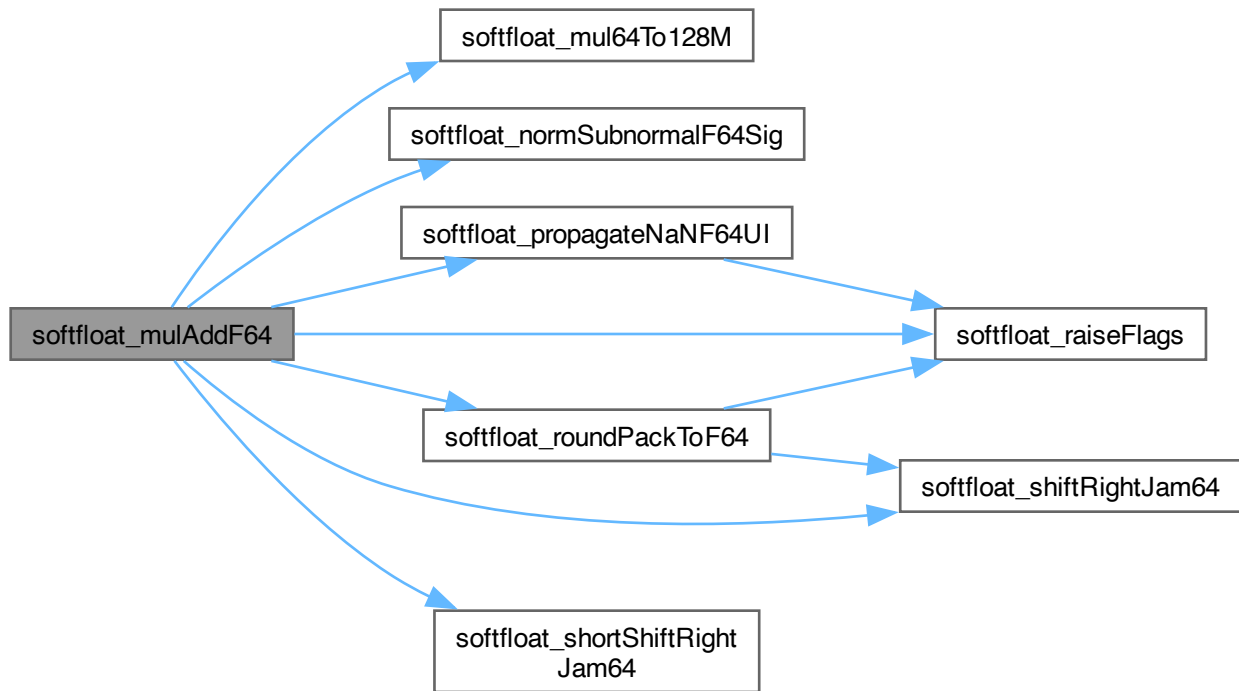 softfloat_mul64To128M
softfloat_normSubnormalF64Sig
softfloat_propagateNaNF64UI
softfloat_mulAddF64
softfloat_raiseFlags
softfloat_roundPackToF64
softfloat_shiftRightJam64
softfloat_shortShiftRight
Jam64